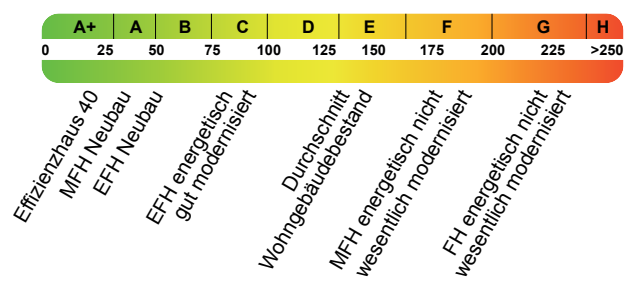 A+ A B C D E F G H
0 25 50 75 100 125 150 175 200 225 >250
Effizienzhaus 40
MFH Neubau
EFH Neubau
EFH energetisch
gut modernisiert
Durchschnitt
Wohngebäudebestand
MFH energetisch nicht
wesentlich modernisiert
FH energetisch nicht
wesentlich modernisiert